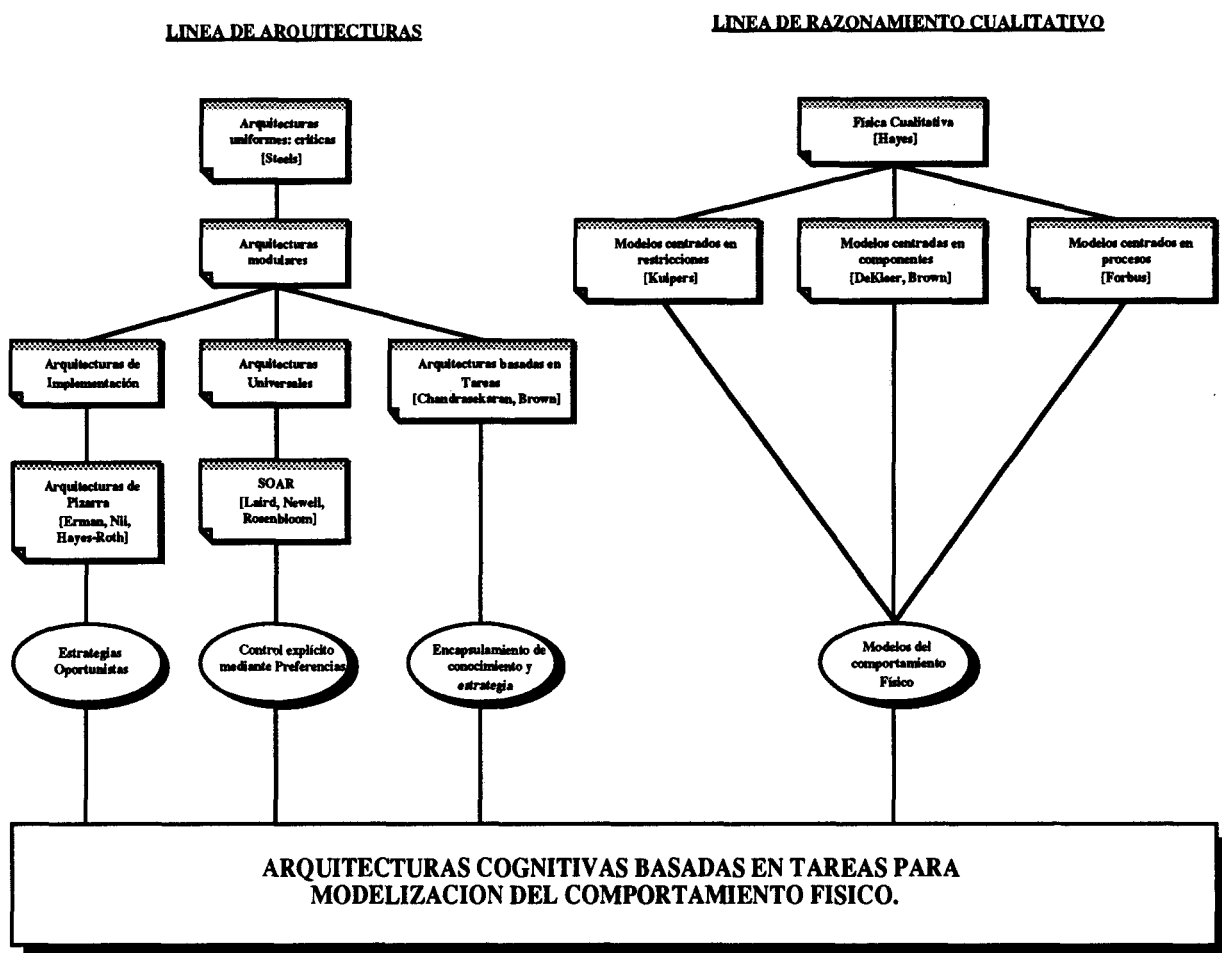 LINEA DE ARQUITECTURAS
LINEA DE RAZONAMIENTO CUALITATIVO
Arquitecturas
uniformes: críticas
[Steels]
Física Cualitativa
[Hayes]
Arquitecturas
modulares
Modelos centrados en
restricciones
[Kuipers]
Modelos centradas en
componentes
[DeKleer, Brown]
Modelos centrados en
procesos
[Forbus]
Arquitecturas de
Implementación
Arquitecturas
Universales
Arquitecturas basadas en
Tareas
[Chandrasekaran, Brown]
Arquitecturas de
Pizarra
[Erman, Nii,
Hayes-Roth]
SOAR
[Laird, Newell,
Rosenbloom]
Estrategias
Oportunistas
Control explícito
mediante Preferencias
Encapsulamiento de
conocimiento y
estrategia
Modelos del
comportamiento
Físico
ARQUITECTURAS COGNITIVAS BASADAS EN TAREAS PARA
MODELIZACION DEL COMPORTAMIENTO FISICO.